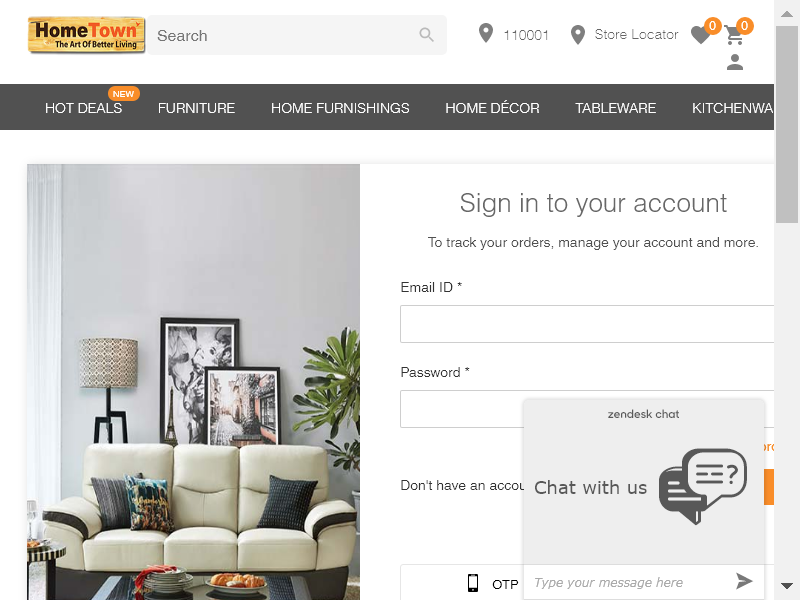 HomeTown
The Art Of Better Living
Search
110001
Store Locator
0
0
NEW
HOT DEALS
FURNITURE
HOME FURNISHINGS
HOME DÉCOR
TABLEWARE
KITCHENWA
Sign in to your account
To track your orders, manage your account and more.
Email ID *
Password *
zendesk chat
Don't have an accou
Chat with us
OTP
Type your message here